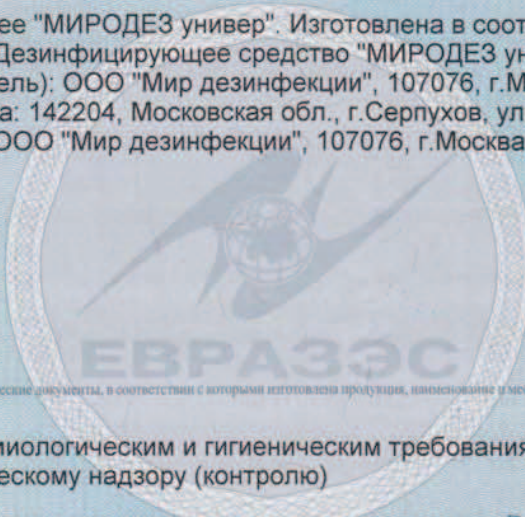 ее "МИРОДЕЗ универ". Изготовлена в соот
Дезинфицирующее средство "МИРОДЕЗ ун
ель): ООО "Мир дезинфекции", 107076, г.М
а: 142204, Московская обл., г.Серпухов, ул
ООО "Мир дезинфекции", 107076, г.Москва
ЕВРАЗЭС
еские документы, в соответствии с которыми изготовлена продукция, наименование и ме
миологическим и гигиеническим требования
ескому надзору (контролю)